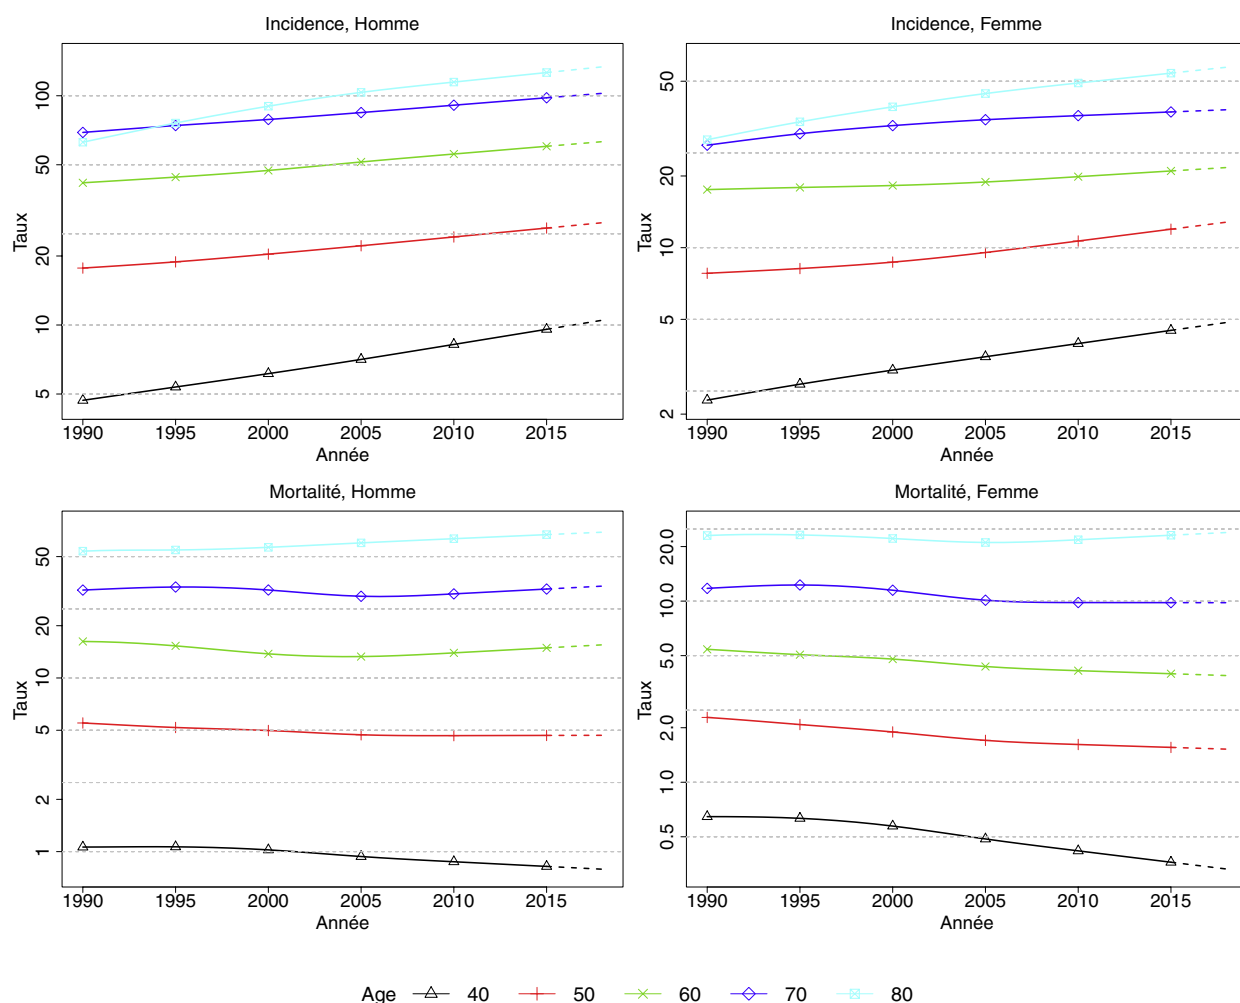 Incidence, Homme
Taux
100
50
20
10
5
1990 1995 2000 2005 2010 2015
Année
Incidence, Femme
Taux
50
20
10
5
2
1990 1995 2000 2005 2010 2015
Année
Mortalité, Homme
Taux
50
20
10
5
2
1
1990 1995 2000 2005 2010 2015
Année
Mortalité, Femme
Taux
20.0
10.0
5.0
2.0
1.0
0.5
1990 1995 2000 2005 2010 2015
Année
Age 40 50 60 70 80